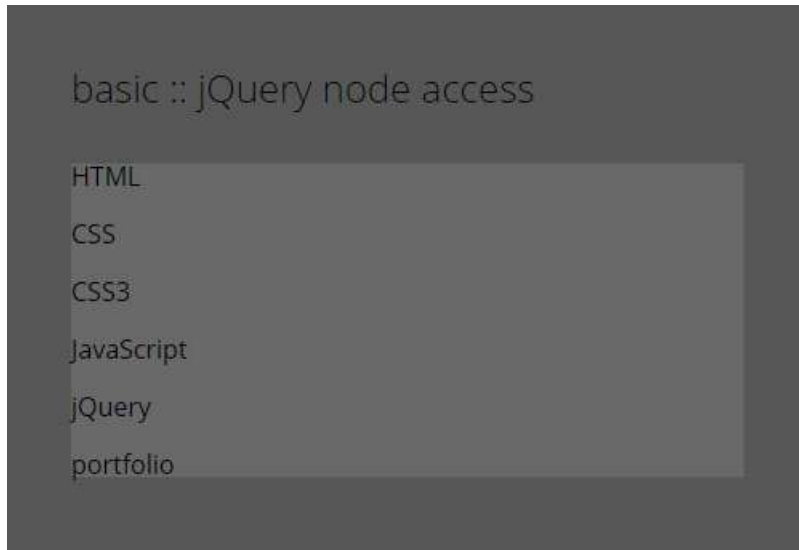 basic :: jQuery node access
HTML
CSS
CSS3
JavaScript
jQuery
portfolio